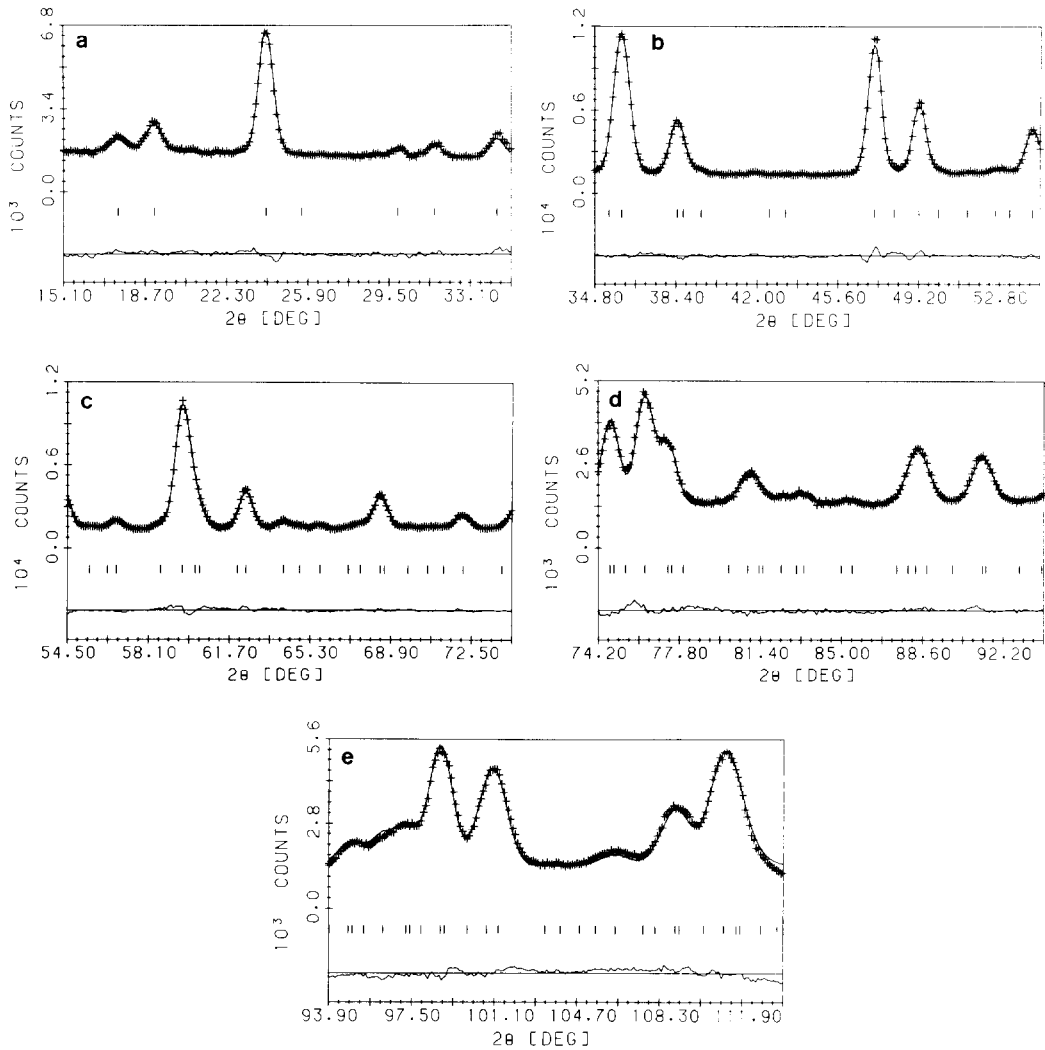 a
6.8
3.4
0.0
10³ COUNTS
15.10 18.70 22.30 25.90 29.50 33.10
2θ [DEG]
b
1.2
0.6
0.0
10⁴ COUNTS
34.80 38.40 42.00 45.60 49.20 52.80
2θ [DEG]
c
1.2
0.6
0.0
10⁴ COUNTS
54.50 58.10 61.70 65.30 68.90 72.50
2θ [DEG]
d
5.2
2.6
0.0
10³ COUNTS
74.20 77.80 81.40 85.00 88.60 92.20
2θ [DEG]
e
5.6
2.8
0.0
10³ COUNTS
93.90 97.50 101.10 104.70 108.30 111.90
2θ [DEG]